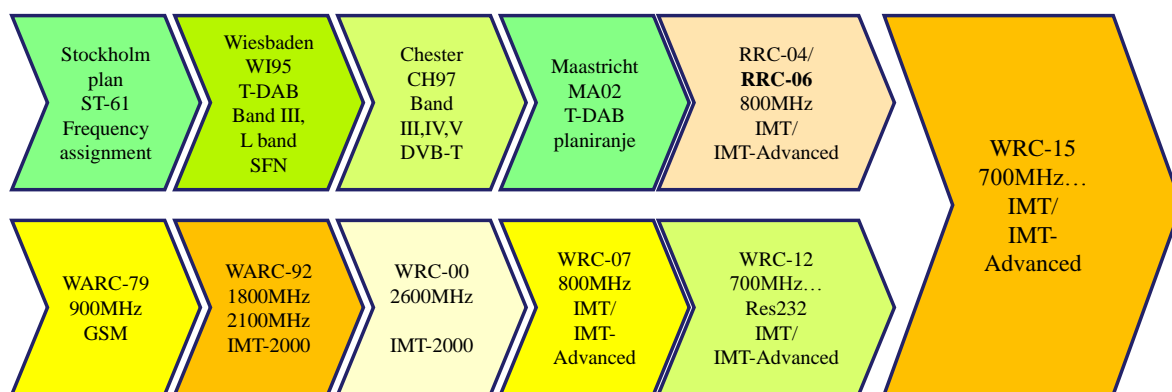 Stockholm
plan
ST-61
Frequency
assignment
Wiesbaden
WI95
T-DAB
Band III,
L band
SFN
Chester
CH97
Band
III,IV,V
DVB-T
Maastricht
MA02
T-DAB
planiranje
RRC-04/
RRC-06
800MHz
IMT/
IMT-Advanced
WARC-79
900MHz
GSM
WARC-92
1800MHz
2100MHz
IMT-2000
WRC-00
2600MHz
IMT-2000
WRC-07
800MHz
IMT/
IMT-
Advanced
WRC-12
700MHz…
Res232
IMT/
IMT-Advanced
WRC-15
700MHz…
IMT/
IMT-
Advanced